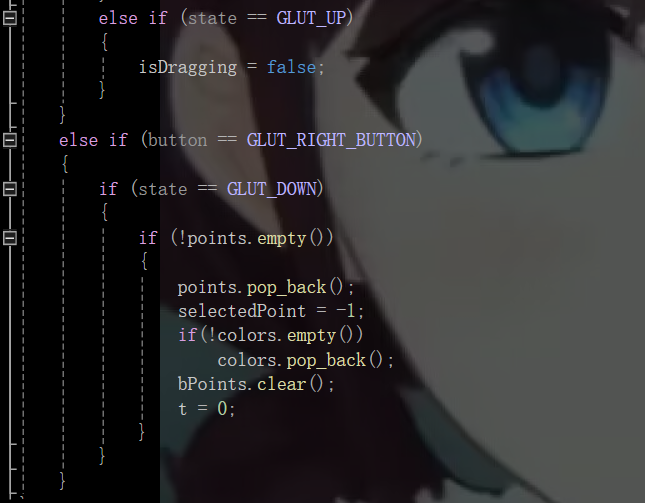 else if (state == GLUT_UP)
{
isDragging = false;
}
}
else if (button == GLUT_RIGHT_BUTTON)
{
if (state == GLUT_DOWN)
{
if (!points.empty())
{
points.pop_back();
selectedPoint = -1;
if(!colors.empty())
colors.pop_back();
bPoints.clear();
t = 0;
}
}
}